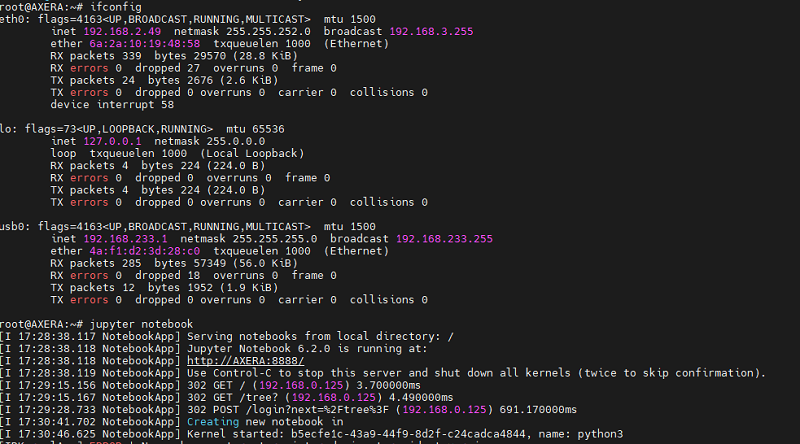 root@AXERA:~# ifconfig
eth0: flags=4163<UP,BROADCAST,RUNNING,MULTICAST>  mtu 1500
        inet 192.168.2.49  netmask 255.255.252.0  broadcast 192.168.3.255
        ether 6a:2a:10:19:48:58  txqueuelen 1000  (Ethernet)
        RX packets 339  bytes 29570 (28.8 KiB)
        RX errors 0  dropped 27  overruns 0  frame 0
        TX packets 24  bytes 2676 (2.6 KiB)
        TX errors 0  dropped 0 overruns 0  carrier 0  collisions 0
        device interrupt 58
lo: flags=73<UP,LOOPBACK,RUNNING>  mtu 65536
        inet 127.0.0.1  netmask 255.0.0.0
        loop  txqueuelen 1000  (Local Loopback)
        RX packets 4  bytes 224 (224.0 B)
        RX errors 0  dropped 0  overruns 0  frame 0
        TX packets 4  bytes 224 (224.0 B)
        TX errors 0  dropped 0 overruns 0  carrier 0  collisions 0
usb0: flags=4163<UP,BROADCAST,RUNNING,MULTICAST>  mtu 1500
        inet 192.168.233.1  netmask 255.255.255.0  broadcast 192.168.233.255
        ether 4a:f1:d2:3d:28:c0  txqueuelen 1000  (Ethernet)
        RX packets 285  bytes 57349 (56.0 KiB)
        RX errors 0  dropped 18  overruns 0  frame 0
        TX packets 12  bytes 1952 (1.9 KiB)
        TX errors 0  dropped 0 overruns 0  carrier 0  collisions 0
root@AXERA:~# jupyter notebook
[I 17:28:38.117 NotebookApp] Serving notebooks from local directory: /
[I 17:28:38.118 NotebookApp] Jupyter Notebook 6.2.0 is running at:
[I 17:28:38.118 NotebookApp] http://AXERA:8888/
[I 17:28:38.119 NotebookApp] Use Control-C to stop this server and shut down all kernels (twice to skip confirmation).
[I 17:29:15.156 NotebookApp] 302 GET / (192.168.0.125) 3.700000ms
[I 17:29:15.167 NotebookApp] 302 GET /tree? (192.168.0.125) 4.490000ms
[I 17:29:28.733 NotebookApp] 302 POST /login?next=%2Ftree%3F (192.168.0.125) 691.170000ms
[I 17:30:41.702 NotebookApp] Creating new notebook in
[I 17:30:46.625 NotebookApp] Kernel started: b5ecfe1c-43a9-44f9-8d2f-c24cadca4844, name: python3